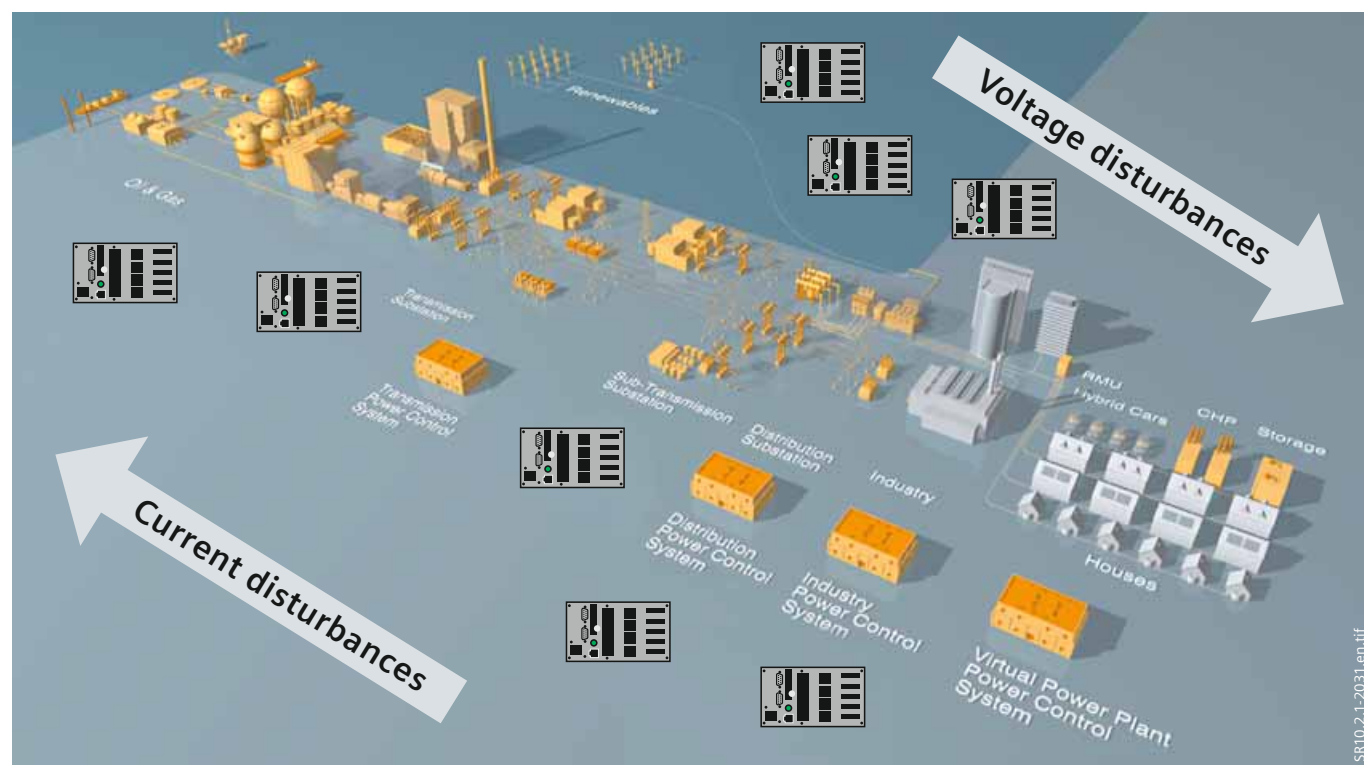 Renewables
Voltage disturbances
Oil & Gas
Transmission
Substation
Transmission
Power Control
System
Sub-Transmission
Substation
Distribution
Substation
RMU
Hybrid Cars
CHP
Storage
Industry
Houses
Current disturbances
Distribution
Power Control
System
Industry
Power Control
System
Virtual Power Plant
Power Control
System
SR10.2.1-2031.en.tif